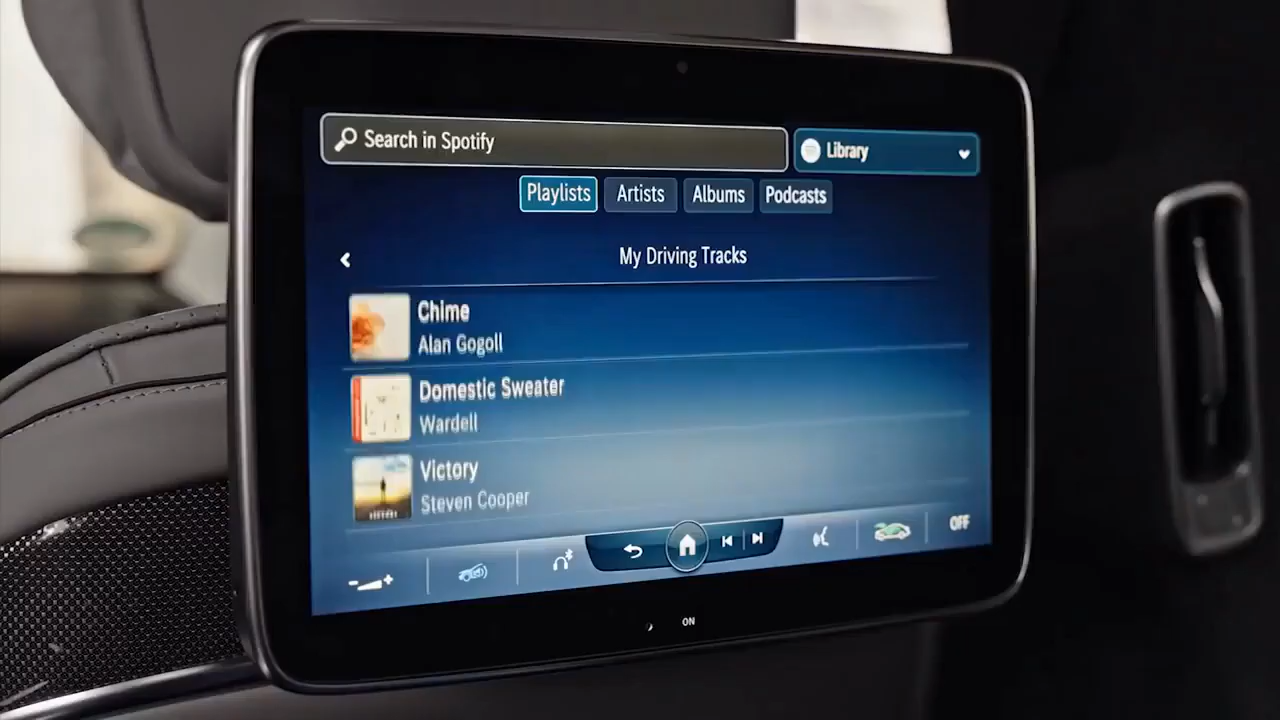 Search in Spotify
Library
Playlists Artists Albums Podcasts
My Driving Tracks
Chime
Alan Gogoll
Domestic Sweater
Wardell
Victory
Steven Cooper
OFF
ON